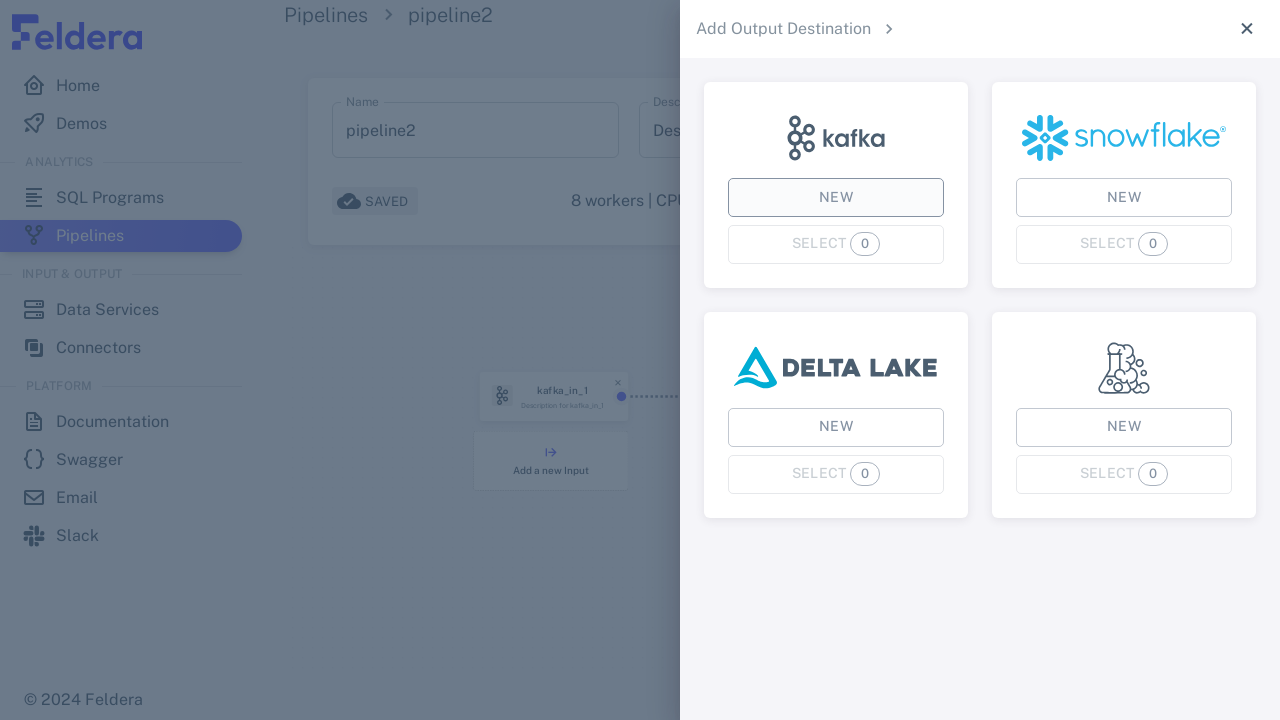 Feldera
Home
Demos
ANALYTICS
SQL Programs
Pipelines
INPUT & OUTPUT
Data Services
Connectors
PLATFORM
Documentation
Swagger
Email
Slack
© 2024 Feldera
Pipelines > pipeline2
Name
pipeline2
Desc
Des
SAVED
8 workers | CPU
kafka_in_1
Description for kafka_in_1
Add a new Input
Add Output Destination
kafka
NEW
SELECT 0
snowflake®
NEW
SELECT 0
DELTA LAKE
NEW
SELECT 0
NEW
SELECT 0